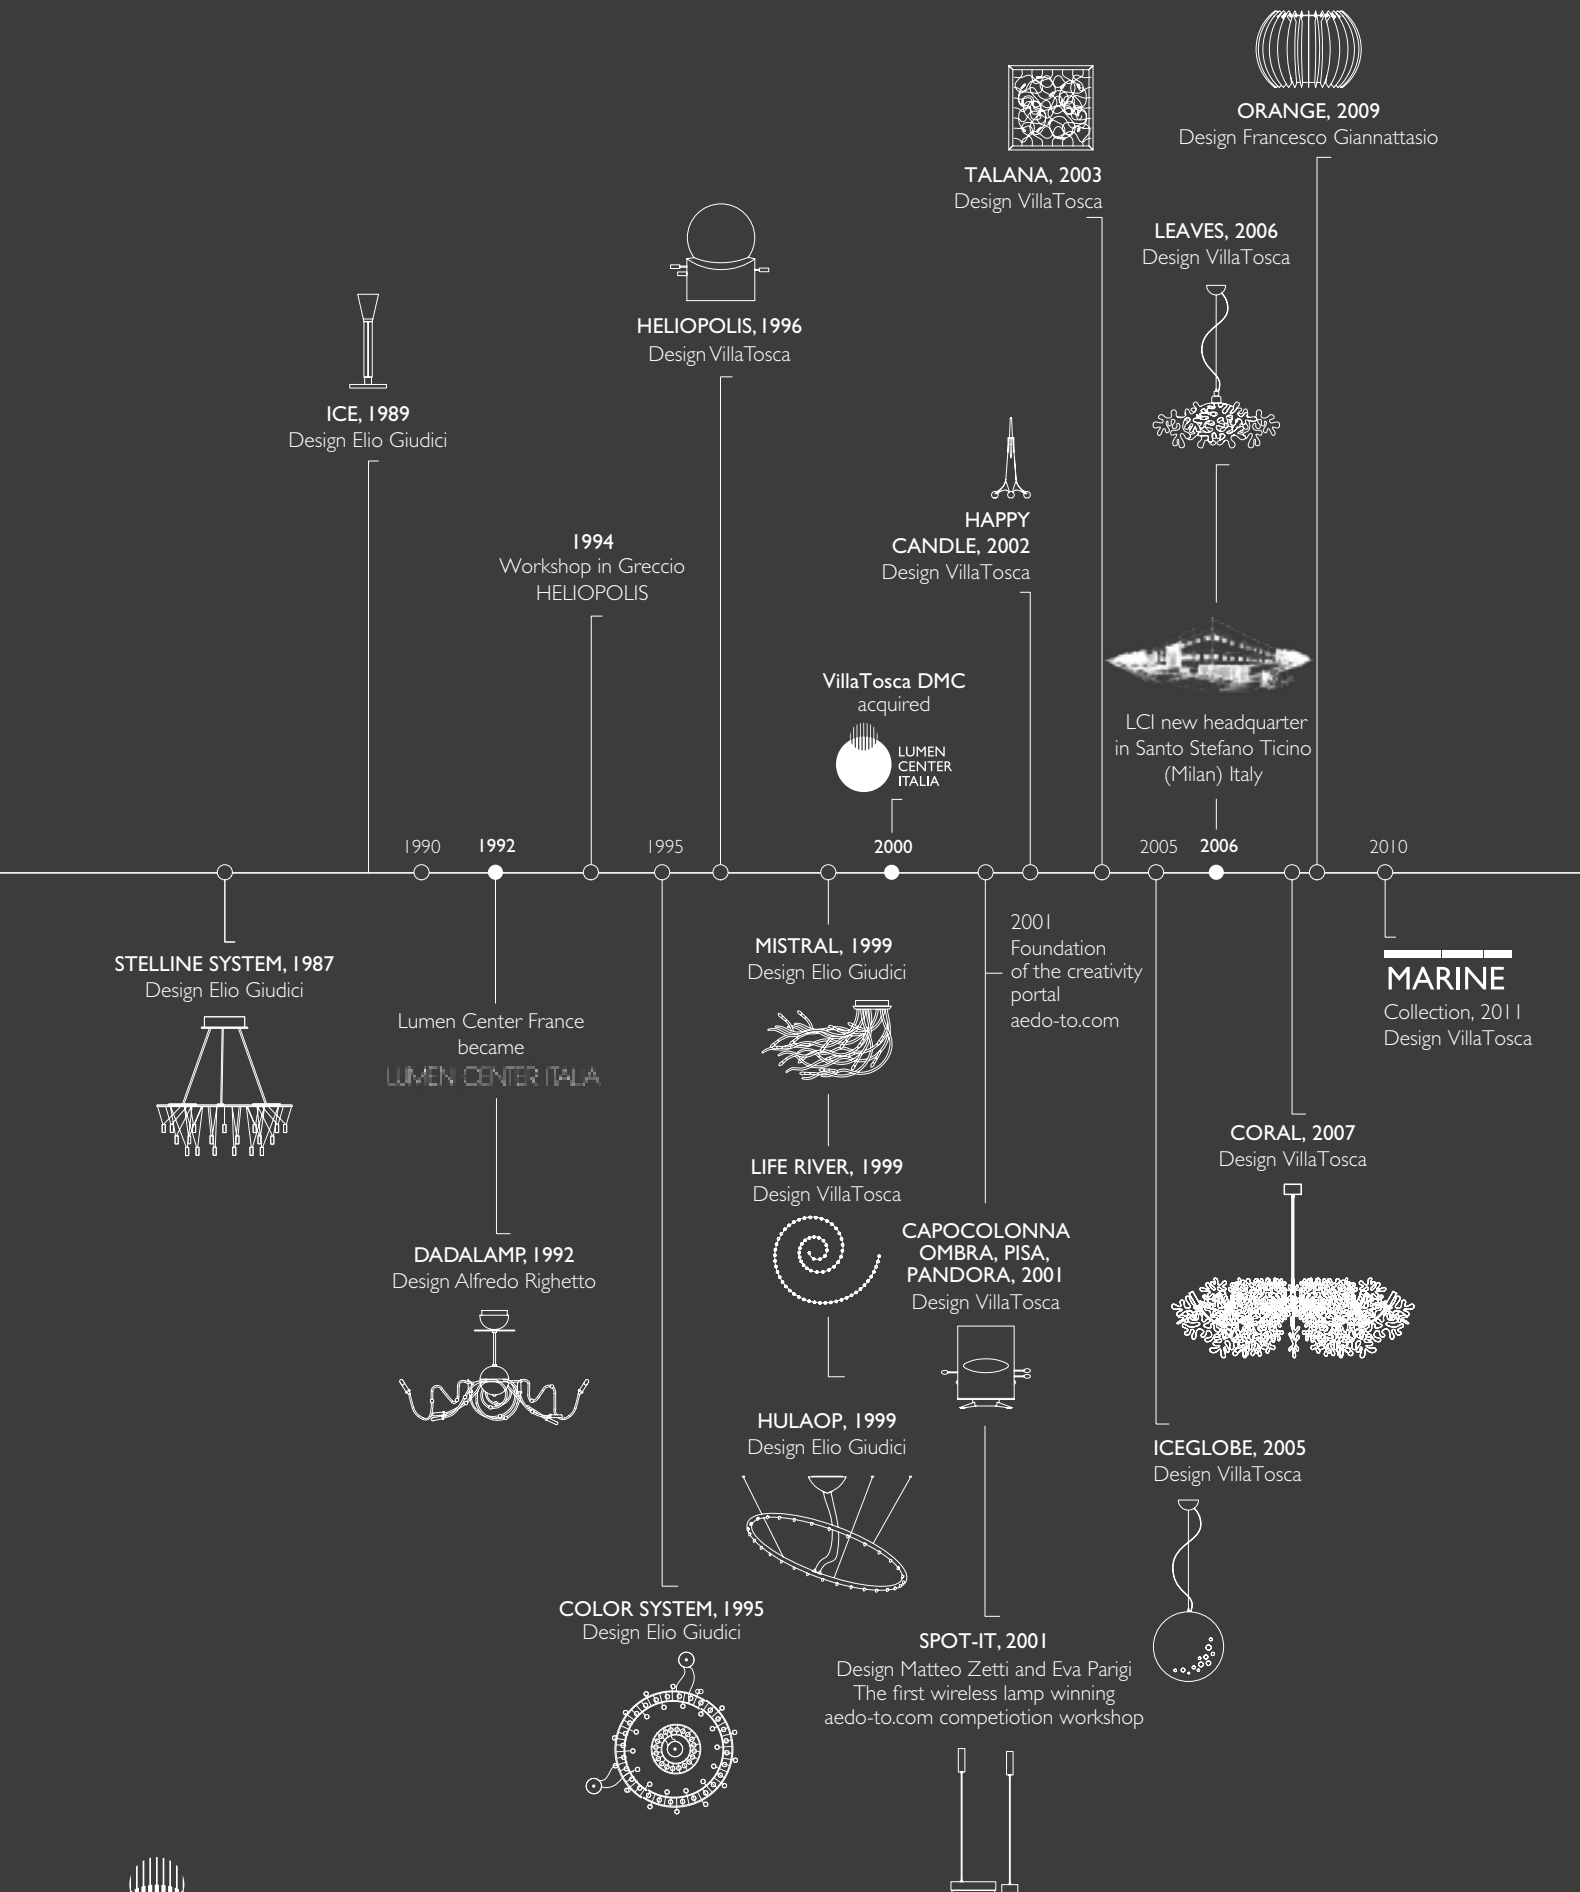 ORANGE, 2009
Design Francesco Giannattasio
TALANA, 2003
Design VillaTosca
LEAVES, 2006
Design VillaTosca
HELIOPOLIS, 1996
Design VillaTosca
ICE, 1989
Design Elio Giudici
HAPPY
CANDLE, 2002
Design VillaTosca
1994
Workshop in Greccio
HELIOPOLIS
VillaTosca DMC
acquired
LUMEN
CENTER
ITALIA
LCI new headquarter
in Santo Stefano Ticino
(Milan) Italy
1990
1992
1995
2000
2005
2006
2010
STELLINE SYSTEM, 1987
Design Elio Giudici
Lumen Center France
became
LUMEN CENTER ITALIA
DADALAMP, 1992
Design Alfredo Righetto
COLOR SYSTEM, 1995
Design Elio Giudici
MISTRAL, 1999
Design Elio Giudici
LIFE RIVER, 1999
Design VillaTosca
HULAOP, 1999
Design Elio Giudici
2001
Foundation
of the creativity
portal
aedo-to.com
CAPOCOLONNA
OMBRA, PISA,
PANDORA, 2001
Design VillaTosca
SPOT-IT, 2001
Design Matteo Zetti and Eva Parigi
The first wireless lamp winning
aedo-to.com competiotion workshop
ICEGLOBE, 2005
Design VillaTosca
CORAL, 2007
Design VillaTosca
MARINE
Collection, 2011
Design VillaTosca